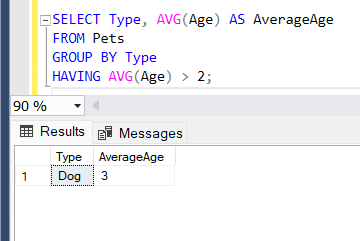 SELECT Type, AVG(Age) AS AverageAge
FROM Pets
GROUP BY Type
HAVING AVG(Age) > 2;
90 %
Results Messages
Type AverageAge
1 Dog 3